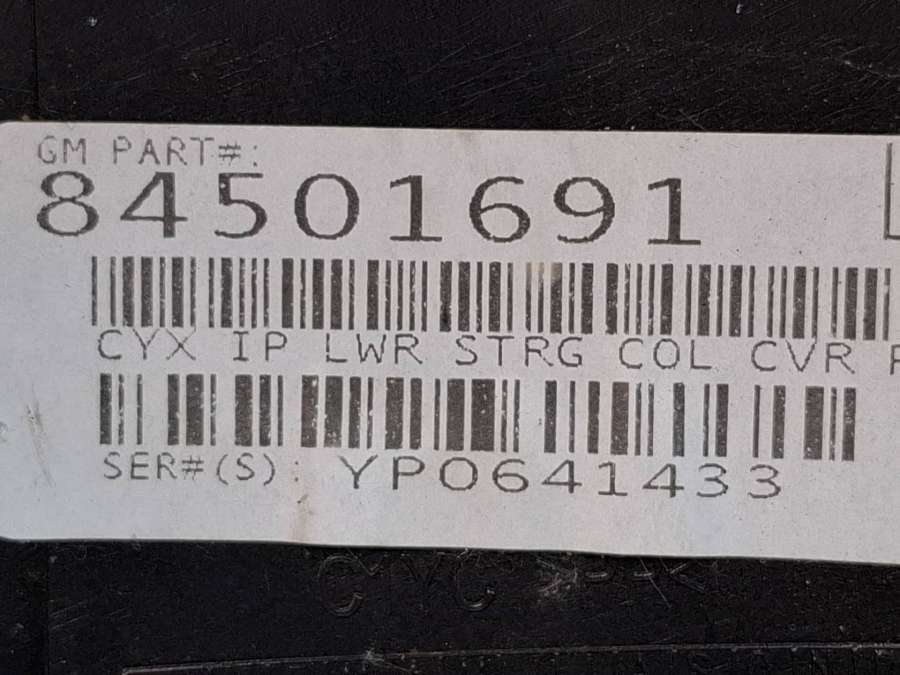 GM PART#:
84501691
CYX IP LWR STRG COL CVR
SER#(S): YP0641433